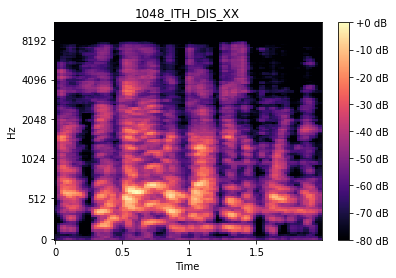 1048_ITH_DIS_XX
+0 dB
8192
-10 dB
4096
-20 dB
-30 dB
2048
Hz
-40 dB
1024
-50 dB
512
-60 dB
-70 dB
0
-80 dB
0
0.5
1
1.5
Time